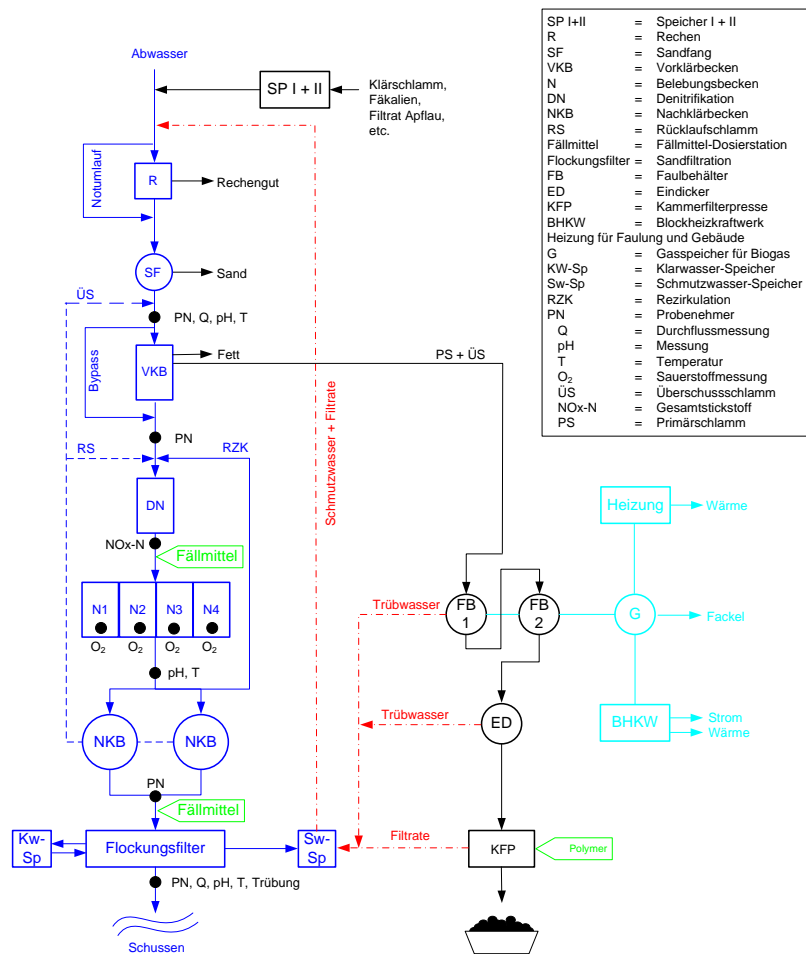 Abwasser
SP I + II
Klärschlamm,
Fäkalien,
Filtrat Apflau,
etc.
Notumlauf
R
Rechengut
SF
Sand
ÜS
PN, Q, pH, T
Bypass
VKB
Fett
PS + ÜS
PN
RS
RZK
DN
NOx-N
Fällmittel
N1
N2
N3
N4
O₂
O₂
O₂
O₂
pH, T
NKB
NKB
PN
Fällmittel
Kw-
Sp
Flockungsfilter
Sw-
Sp
PN, Q, pH, T, Trübung
Schussen
Schmutzwasser + Filtrate
Trübwasser
FB
1
FB
2
Trübwasser
ED
Filtrate
KFP
Polymer
Heizung
Wärme
G
Fackel
BHKW
Strom
Wärme
SP I+II = Speicher I + II
R = Rechen
SF = Sandfang
VKB = Vorklärbecken
N = Belebungsbecken
DN = Denitrifikation
NKB = Nachklärbecken
RS = Rücklaufschlamm
Fällmittel = Fällmittel-Dosierstation
Flockungsfilter = Sandfiltration
FB = Faulbehälter
ED = Eindicker
KFP = Kammerfilterpresse
BHKW = Blockheizkraftwerk
Heizung für Faulung und Gebäude
G = Gasspeicher für Biogas
KW-Sp = Klarwasser-Speicher
Sw-Sp = Schmutzwasser-Speicher
RZK = Rezirkulation
PN = Probenehmer
Q = Durchflussmessung
pH = Messung
T = Temperatur
O₂ = Sauerstoffmessung
ÜS = Überschussschlamm
NOx-N = Gesamtstickstoff
PS = Primärschlamm